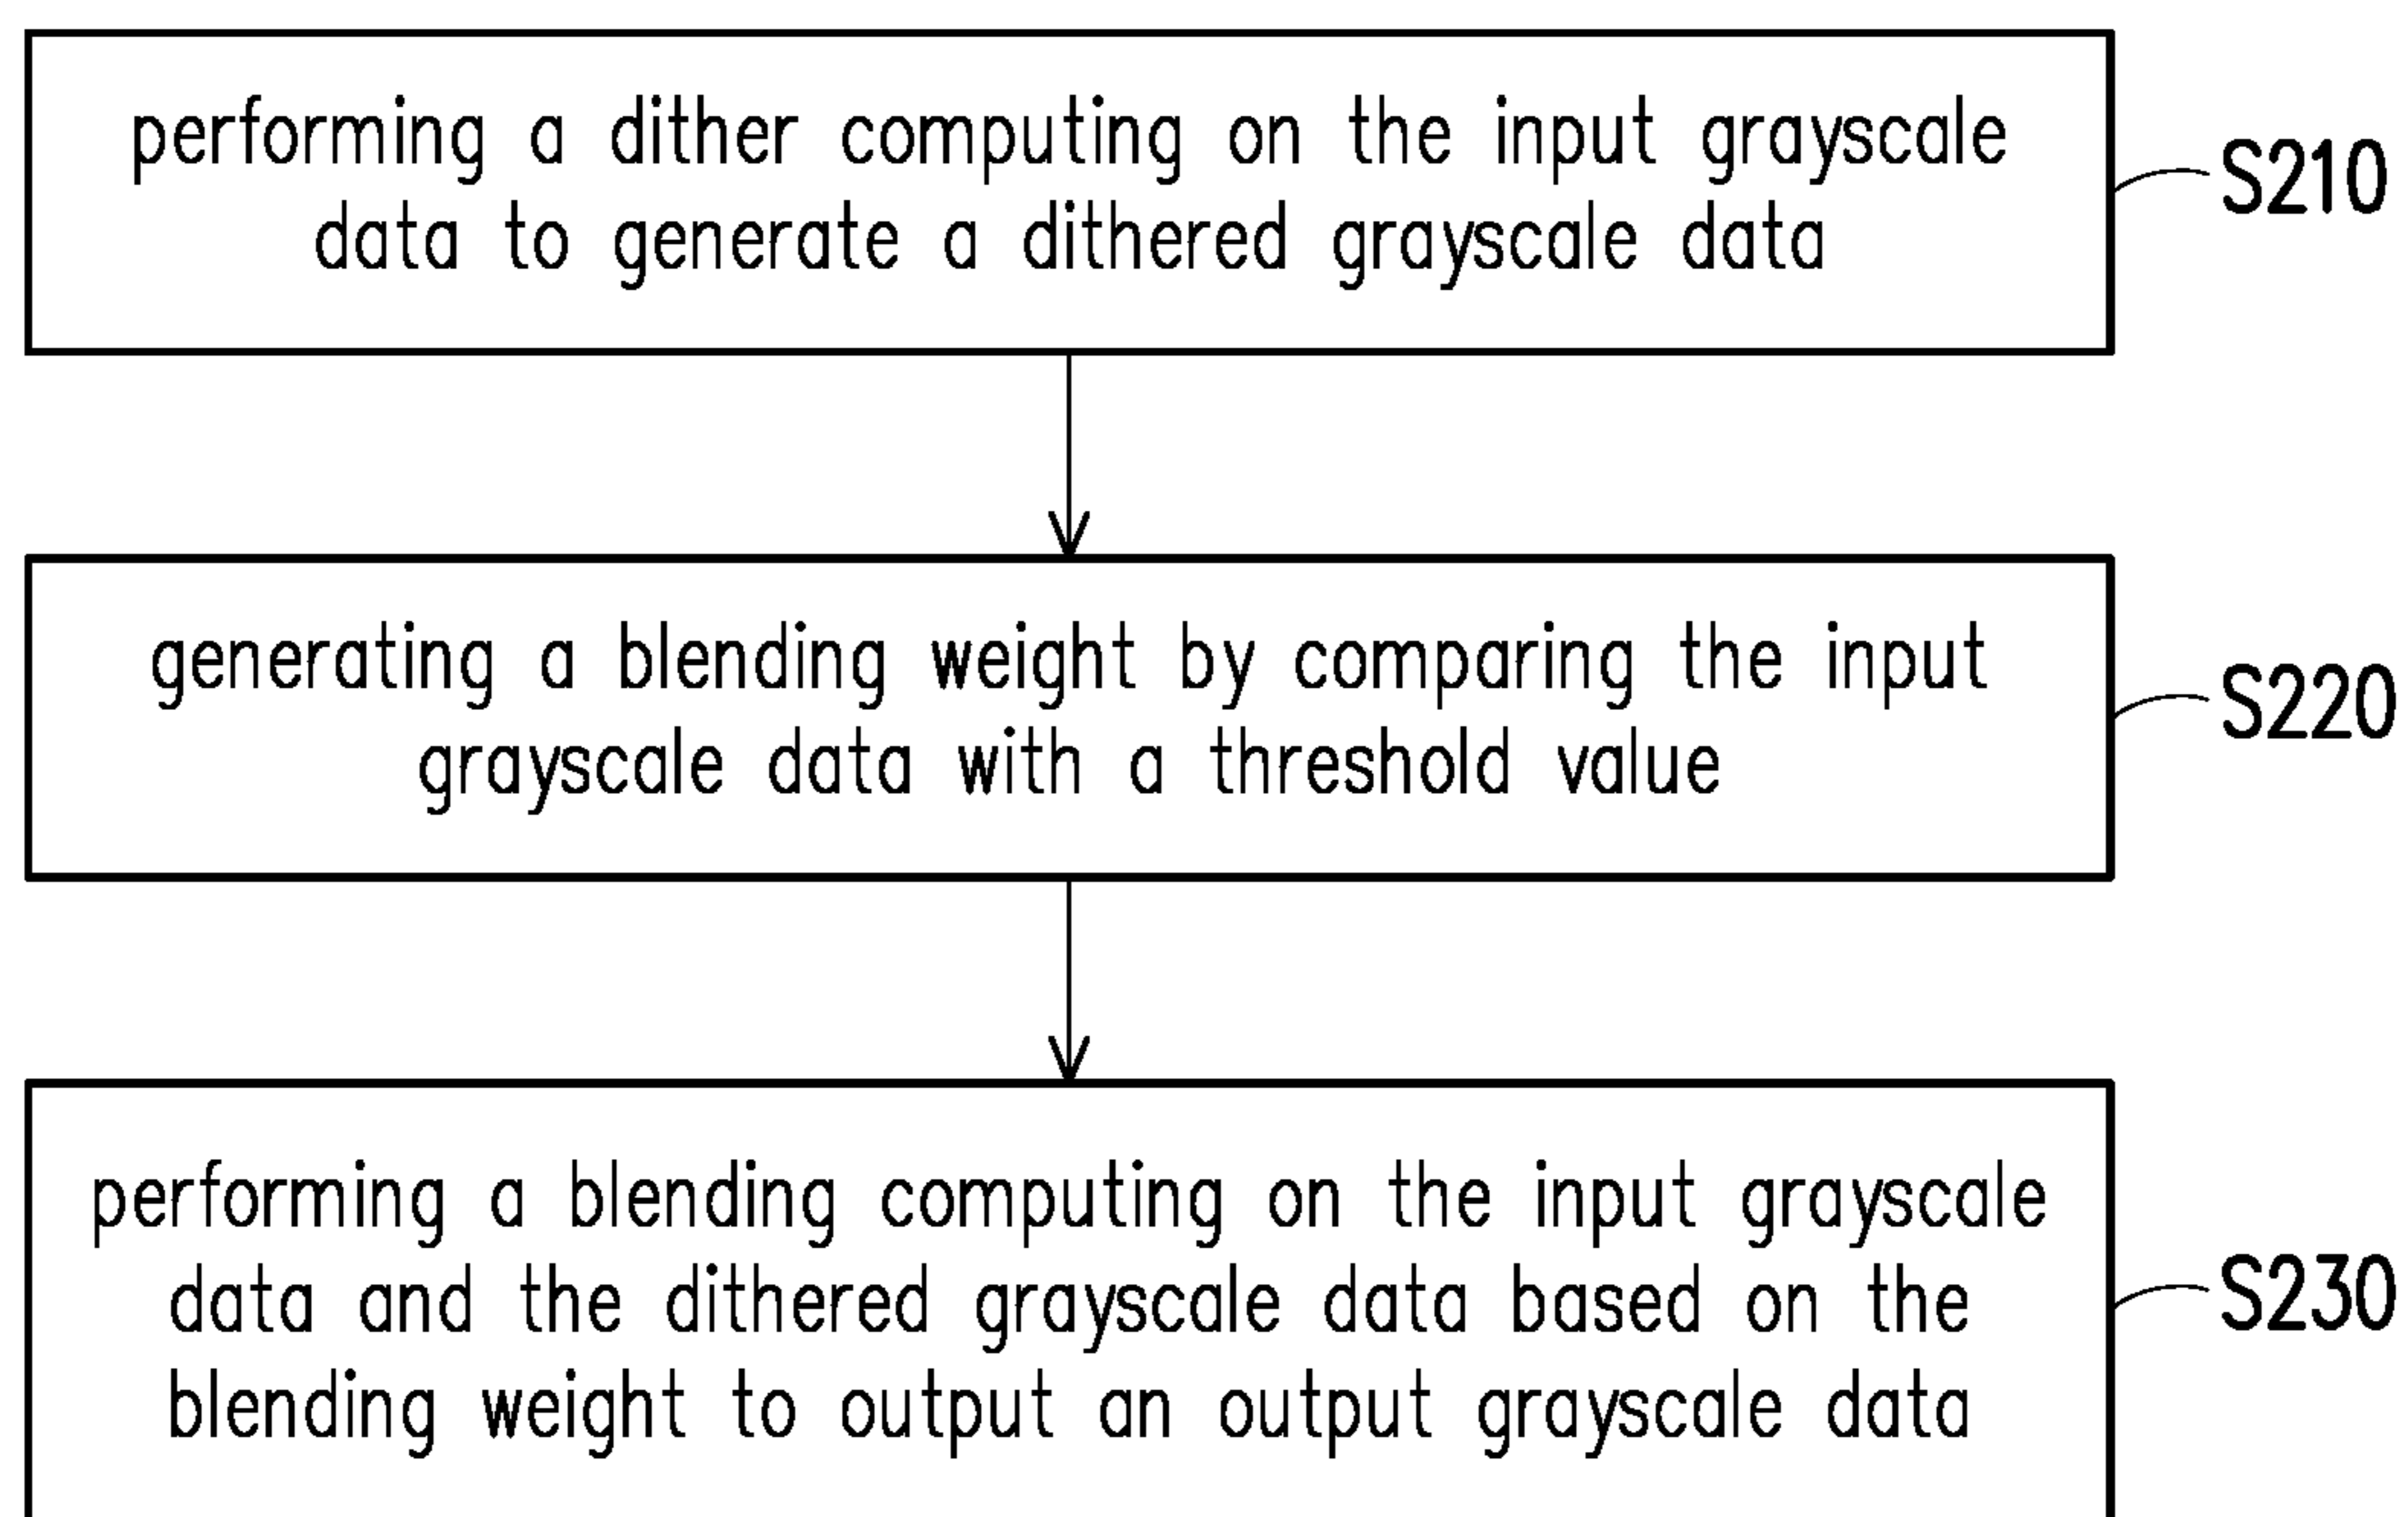 performing a dither computing on the input grayscale
data to generate a dithered grayscale data
S210
generating a blending weight by comparing the input
grayscale data with a threshold value
S220
performing a blending computing on the input grayscale
data and the dithered grayscale data based on the
blending weight to output an output grayscale data
S230